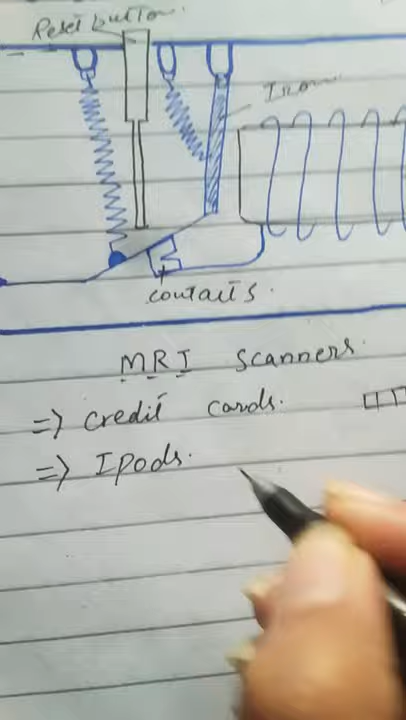 Reset button
Iron
contacts.
MRI Scanners.
=> credit cards.
=> Ipods.